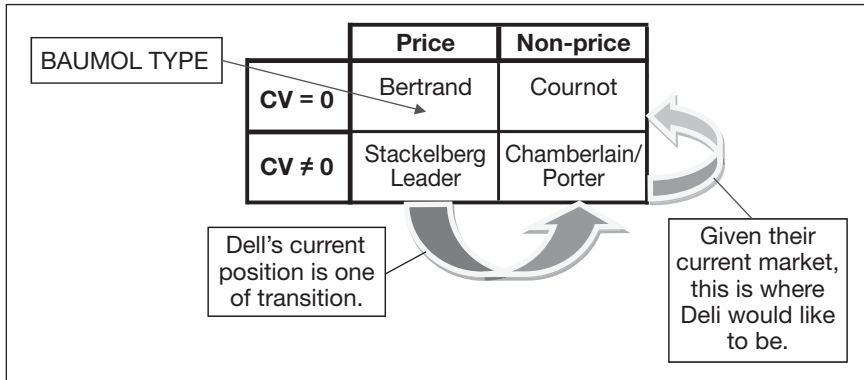 Price Non-price
BAUMOL TYPE
CV = 0 Bertrand Cournot
CV ≠ 0 Stackelberg Leader Chamberlain/ Porter
Dell's current
position is one
of transition.
Given their
current market,
this is where
Deli would like
to be.